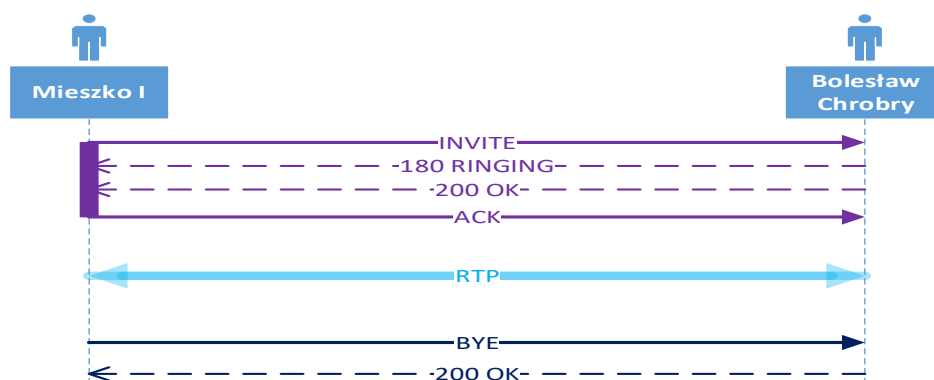 Mieszko I
Bolesław
Chrobry
INVITE
180 RINGING
200 OK
ACK
RTP
BYE
200 OK